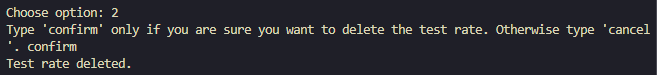 Choose option: 2
Type 'confirm' only if you are sure you want to delete the test rate. Otherwise type 'cancel
'. confirm
Test rate deleted.